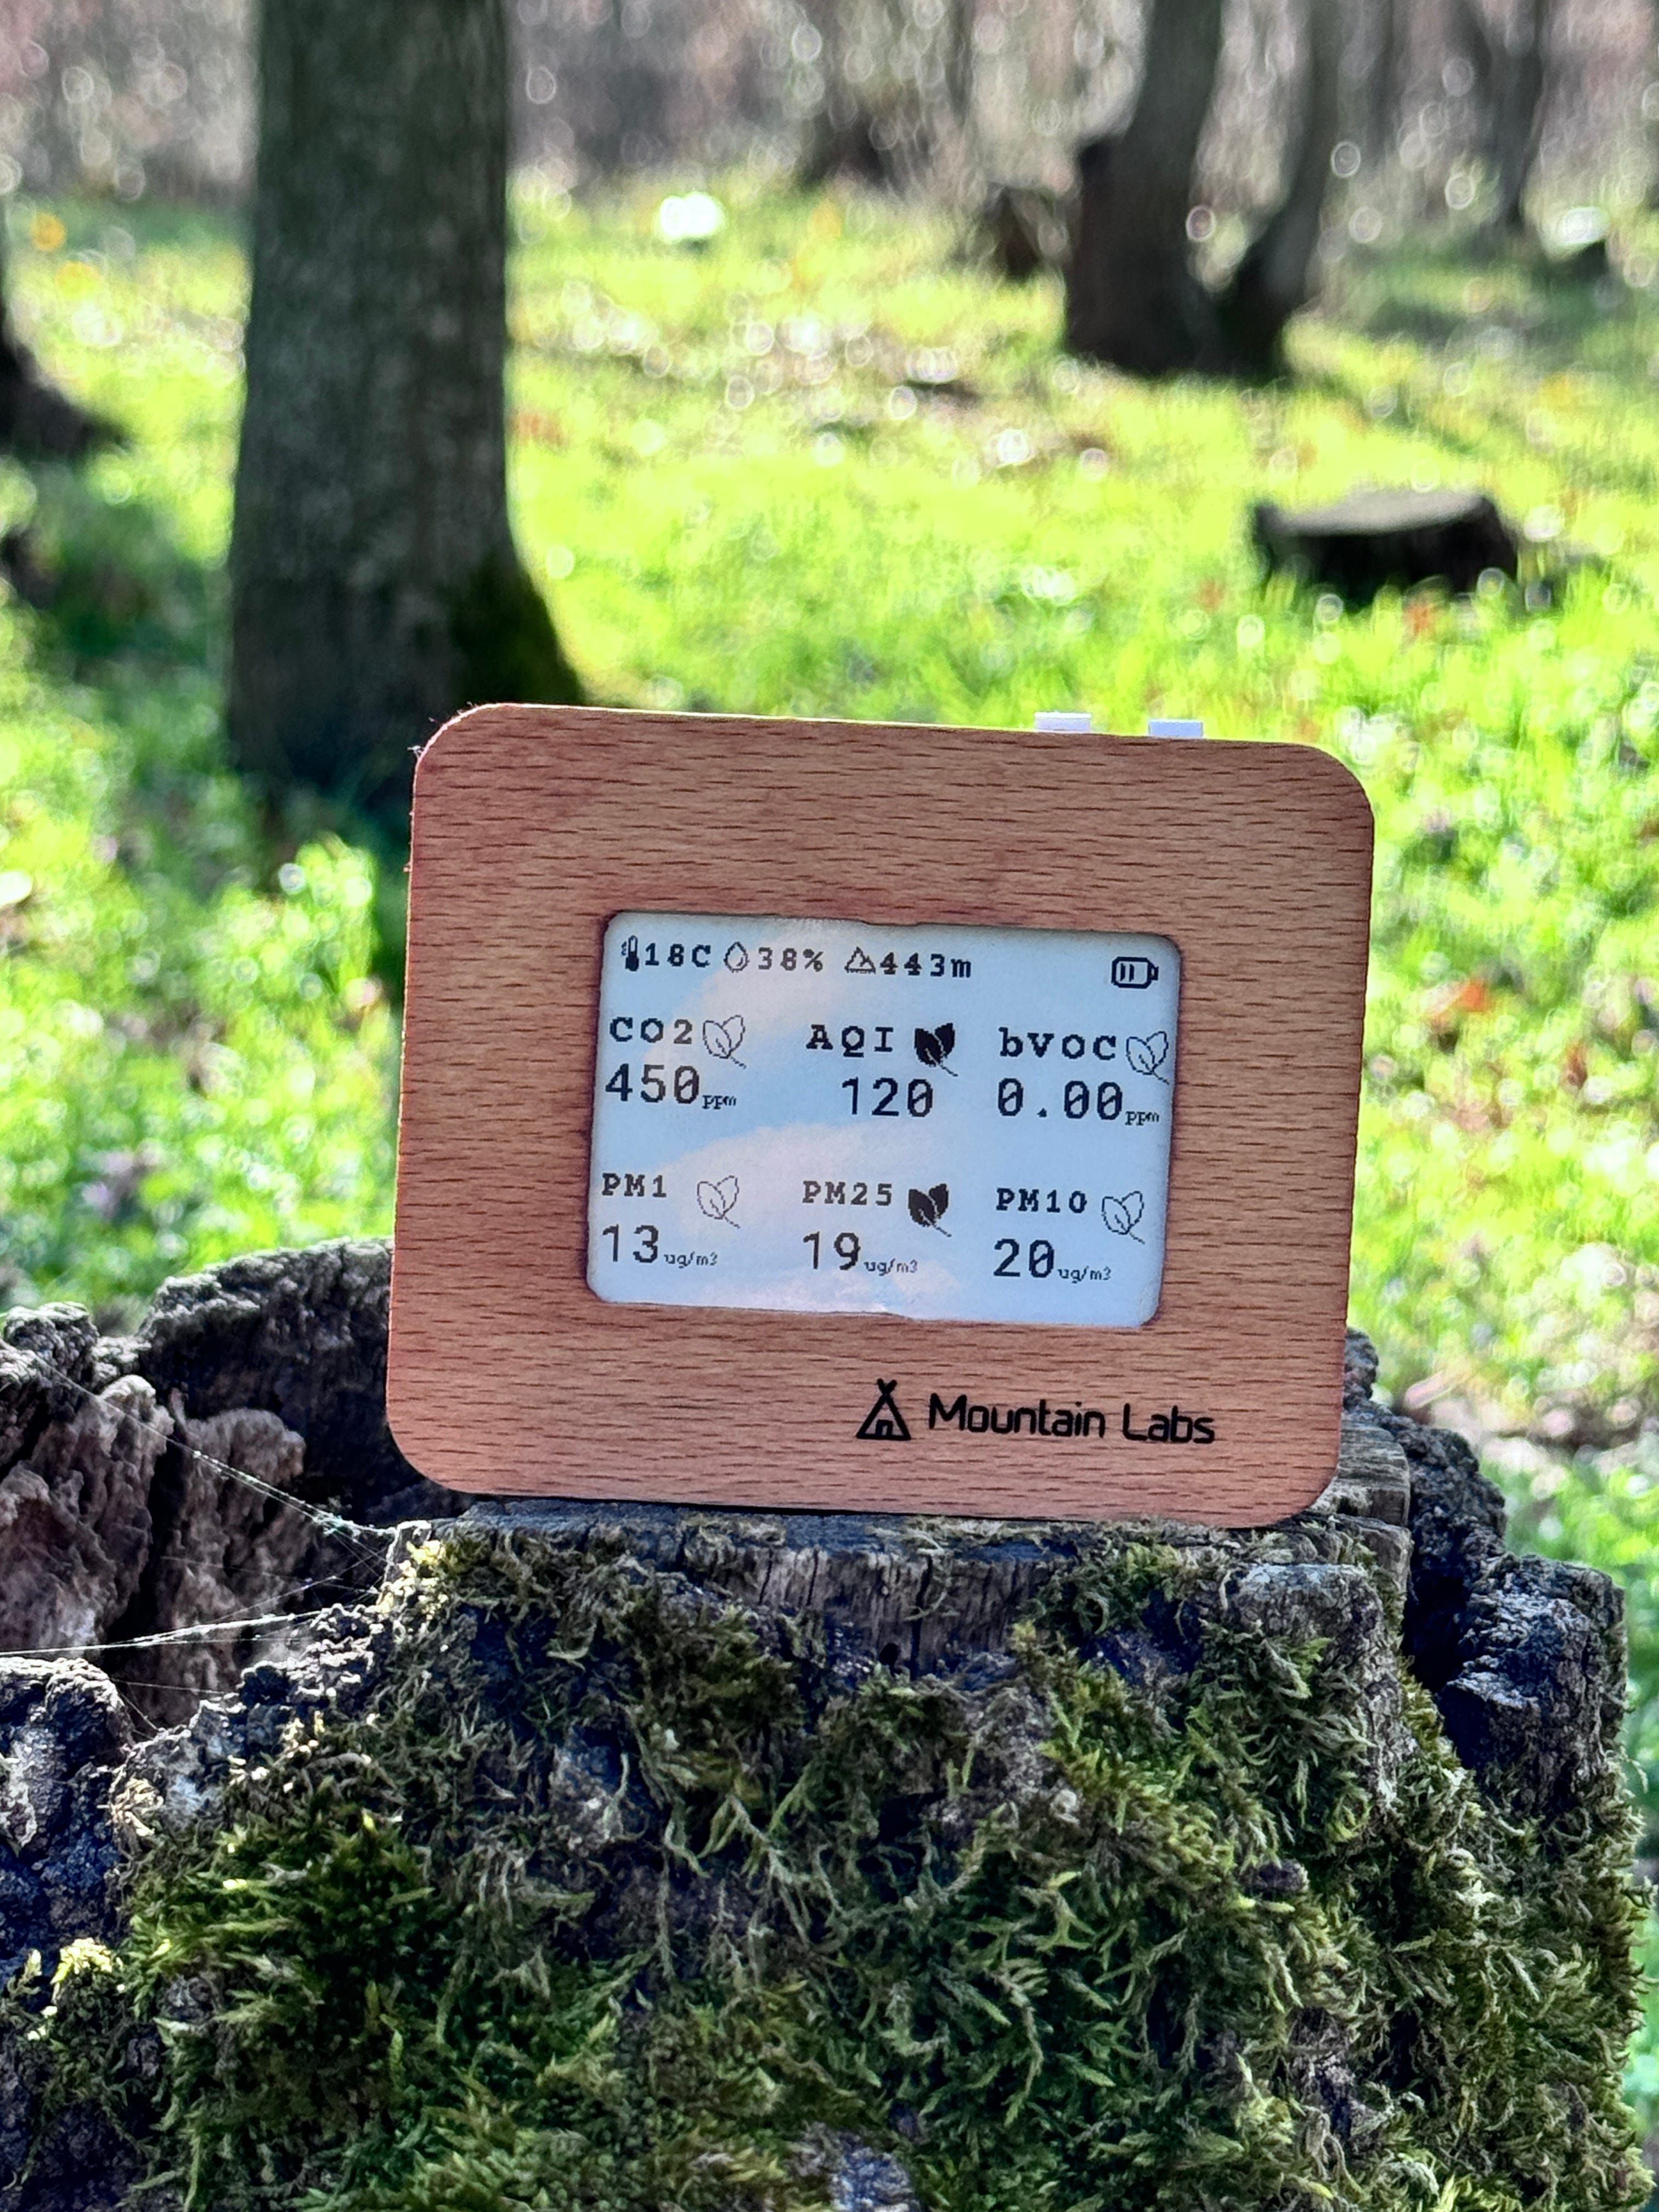 18C 38% 443m
CO2 AQI bVOC
450ppm 120 0.00ppm
PM1 PM25 PM10
13ug/m3 19ug/m3 20ug/m3
Mountain Labs